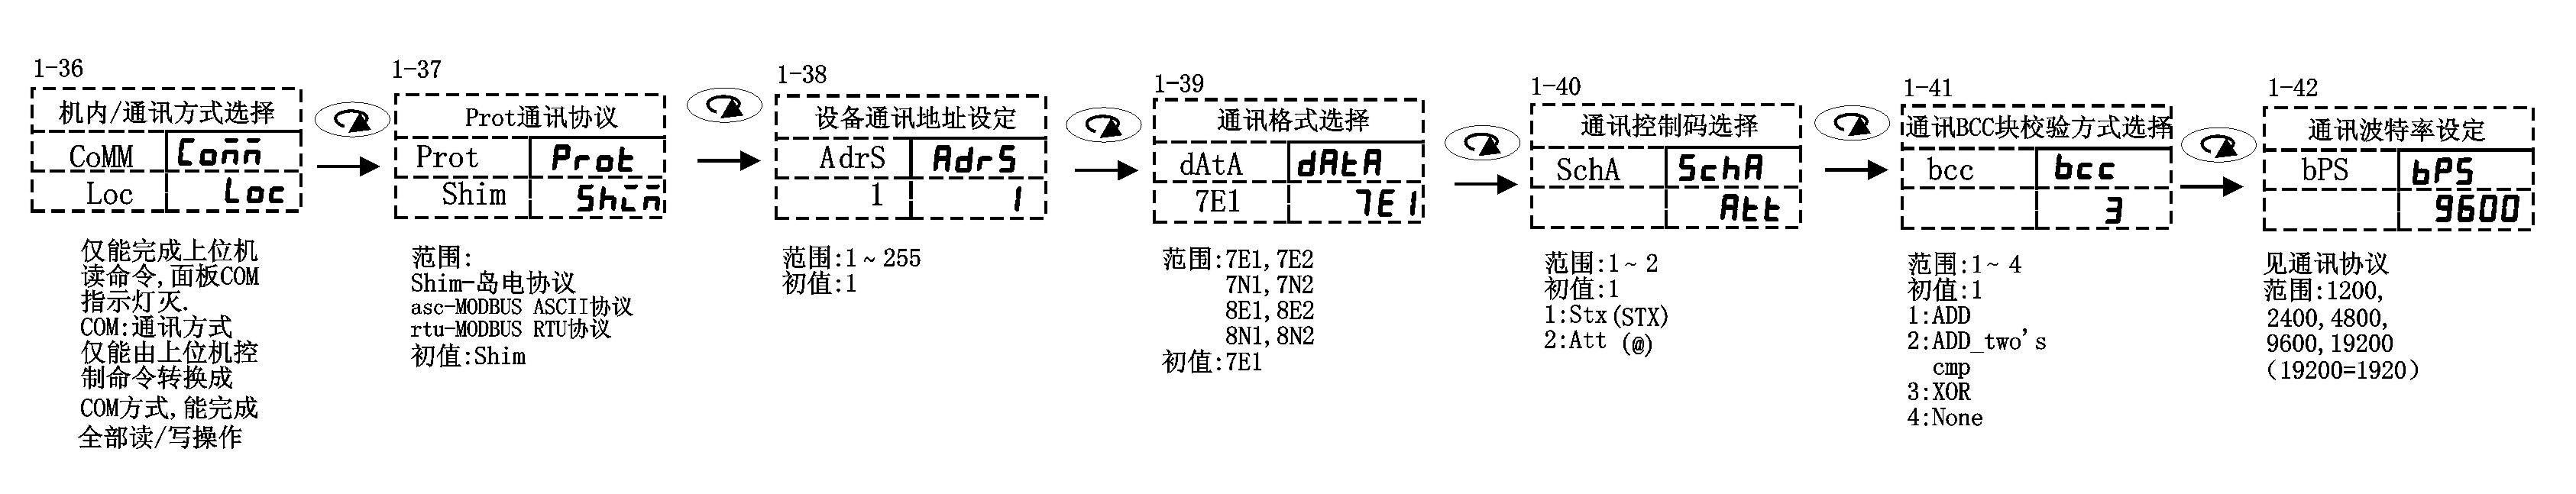 1-36
机内/通讯方式选择
CoMM
Comm
Loc
Loc
仅能完成上位机
读命令,面板COM
指示灯灭.
COM:通讯方式
仅能由上位机控
制命令转换成
COM方式,能完成
全部读/写操作
1-37
Prot通讯协议
Prot
Prot
Shim
Shim
范围:
Shim-岛电协议
asc-MODBUS ASCII协议
rtu-MODBUS RTU协议
初值:Shim
1-38
设备通讯地址设定
AdrS
AdrS
1
1
范围:1~255
初值:1
1-39
通讯格式选择
dAtA
dAtA
7E1
7E1
范围:7E1,7E2
7N1,7N2
8E1,8E2
8N1,8N2
初值:7E1
1-40
通讯控制码选择
SchA
SchA
Att
范围:1~2
初值:1
1:Stx(STX)
2:Att (@)
1-41
通讯BCC块校验方式选择
bcc
bcc
3
范围:1~4
初值:1
1:ADD
2:ADD_two's
cmp
3:XOR
4:None
1-42
通讯波特率设定
bPS
bPS
9600
见通讯协议
范围:1200,
2400,4800,
9600,19200
(19200=1920)